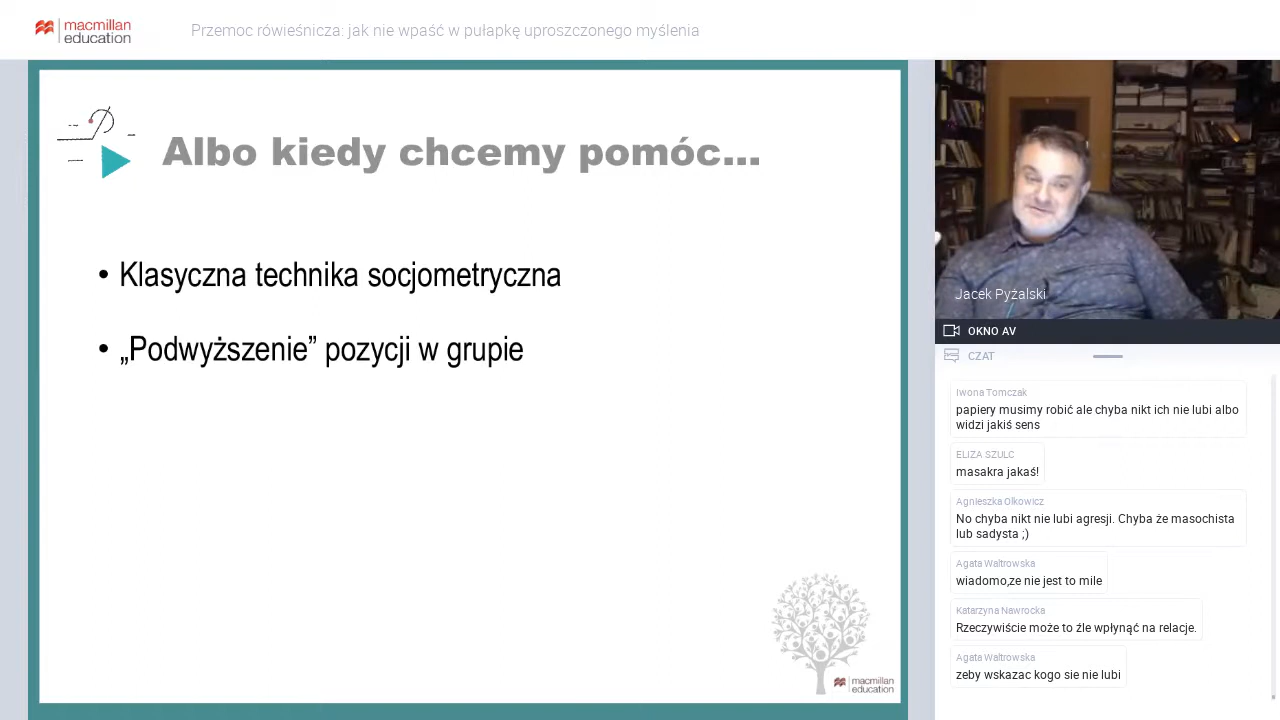 macmillan
education
Przemoc rówieśnicza: jak nie wpaść w pułapkę uproszczonego myślenia
Albo kiedy chcemy pomóc...
• Klasyczna technika socjometryczna
• „Podwyższenie” pozycji w grupie
macmillan
education
Jacek Pyżalski
OKNO AV
CZAT
Iwona Tomczak
papiery musimy robić ale chyba nikt ich nie lubi albo
widzi jakiś sens
ELIZA SZULC
masakra jakaś!
Agnieszka Olkowicz
No chyba nikt nie lubi agresji. Chyba że masochista
lub sadysta ;)
Agata Waltrowska
wiadomo,ze nie jest to mile
Katarzyna Nawrocka
Rzeczywiście może to źle wpłynąć na relacje.
Agata Waltrowska
zeby wskazac kogo sie nie lubi